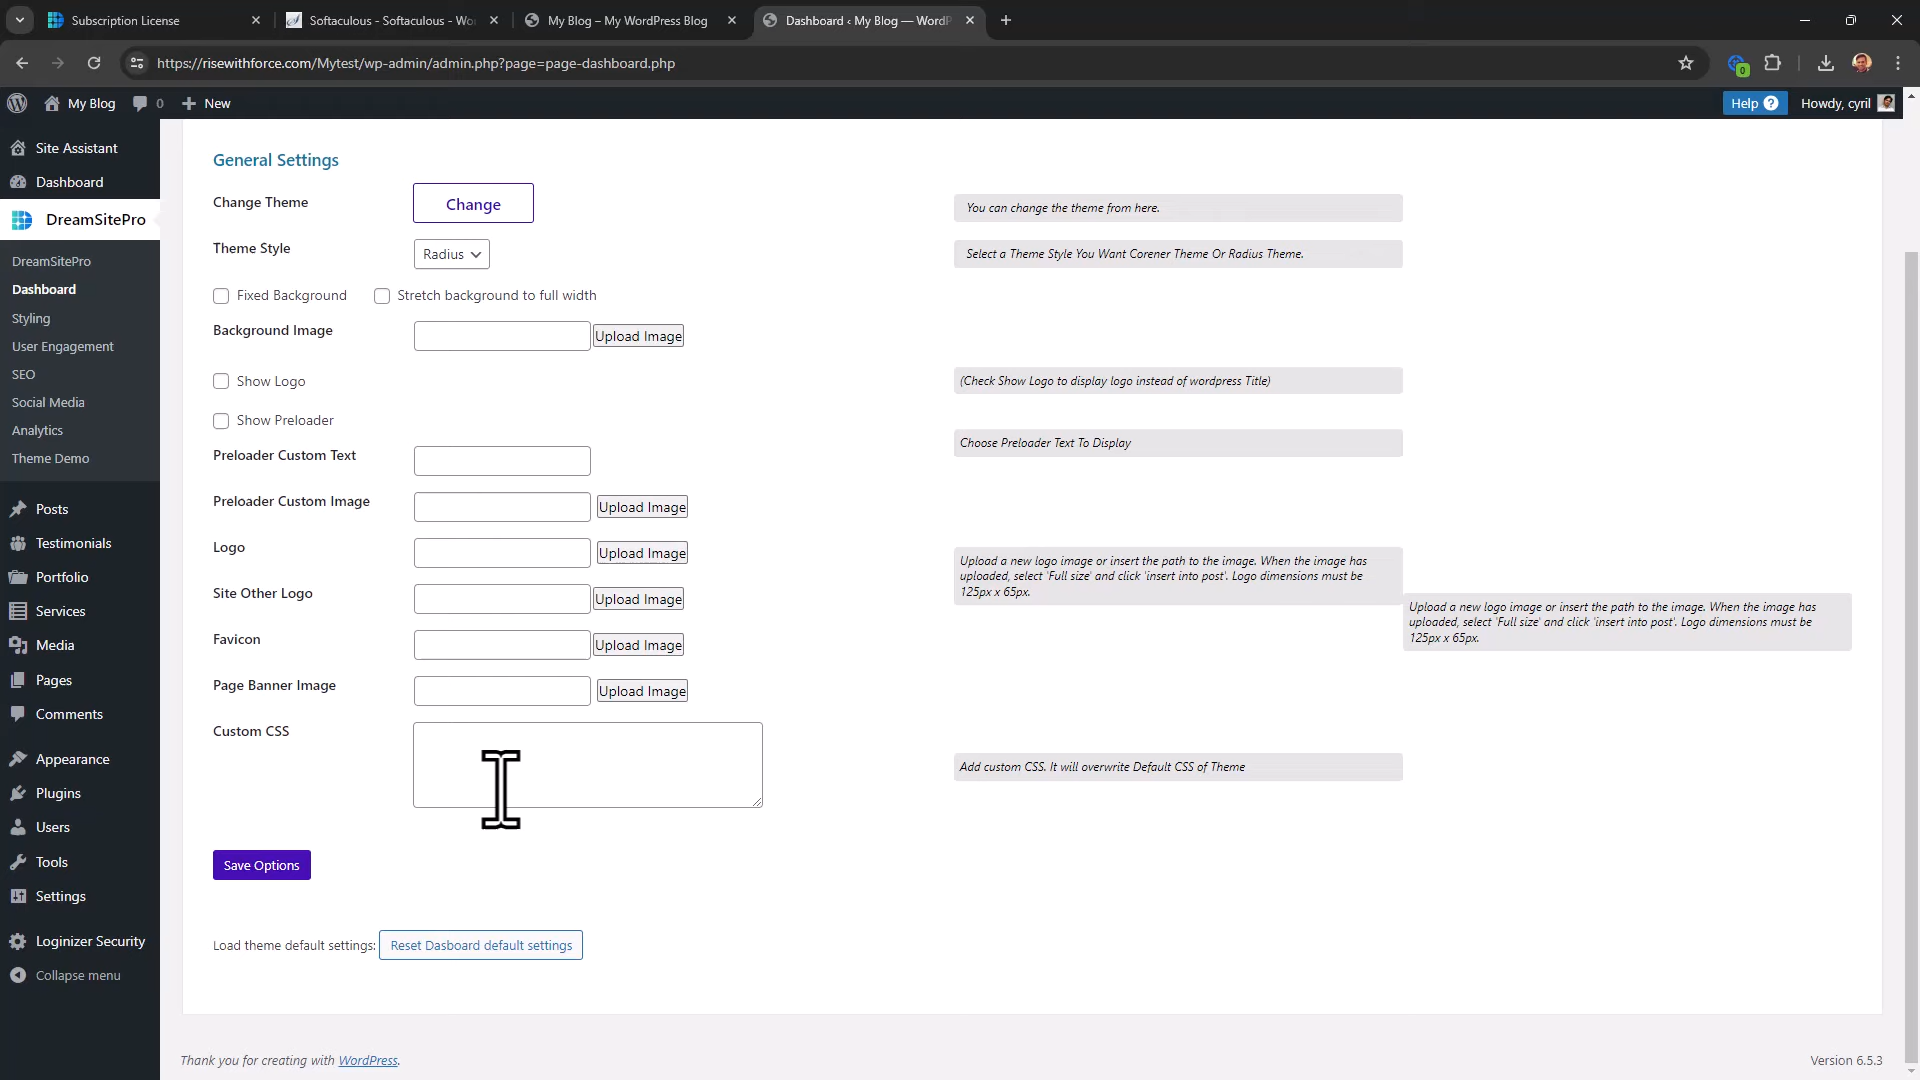 Subscription License
Softaculous - Softaculous - Wo
My Blog – My WordPress Blog
Dashboard ‹ My Blog — WordP
https://risewithforce.com/Mytest/wp-admin/admin.php?page=page-dashboard.php
0
My Blog
0
New
Help
Howdy, cyril
Site Assistant
Dashboard
DreamSitePro
DreamSitePro
Dashboard
Styling
User Engagement
SEO
Social Media
Analytics
Theme Demo
Posts
Testimonials
Portfolio
Services
Media
Pages
Comments
Appearance
Plugins
Users
Tools
Settings
Loginizer Security
Collapse menu
General Settings
Change Theme
Change
You can change the theme from here.
Theme Style
Radius
Select a Theme Style You Want Corener Theme Or Radius Theme.
Fixed Background
Stretch background to full width
Background Image
Upload Image
Show Logo
(Check Show Logo to display logo instead of wordpress Title)
Show Preloader
Choose Preloader Text To Display
Preloader Custom Text
Preloader Custom Image
Upload Image
Logo
Upload Image
Upload a new logo image or insert the path to the image. When the image has
uploaded, select 'Full size' and click 'insert into post'. Logo dimensions must be
125px x 65px.
Site Other Logo
Upload Image
Upload a new logo image or insert the path to the image. When the image has
uploaded, select 'Full size' and click 'insert into post'. Logo dimensions must be
125px x 65px.
Favicon
Upload Image
Page Banner Image
Upload Image
Custom CSS
Add custom CSS. It will overwrite Default CSS of Theme
Save Options
Load theme default settings:
Reset Dasboard default settings
Thank you for creating with WordPress.
Version 6.5.3